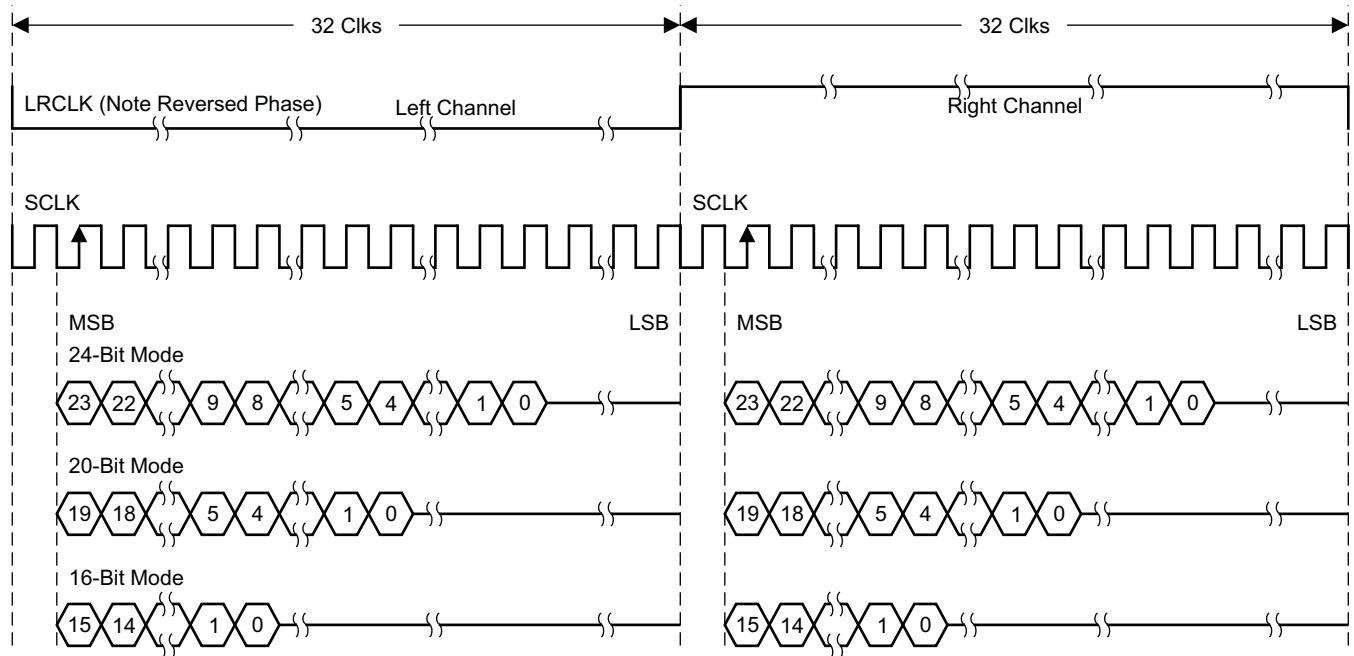 32 Clks 32 Clks
LRCLK (Note Reversed Phase) Left Channel Right Channel
SCLK SCLK
MSB LSB MSB LSB
24-Bit Mode
23 22 9 8 5 4 1 0 23 22 9 8 5 4 1 0
20-Bit Mode
19 18 5 4 1 0 19 18 5 4 1 0
16-Bit Mode
15 14 1 0 15 14 1 0